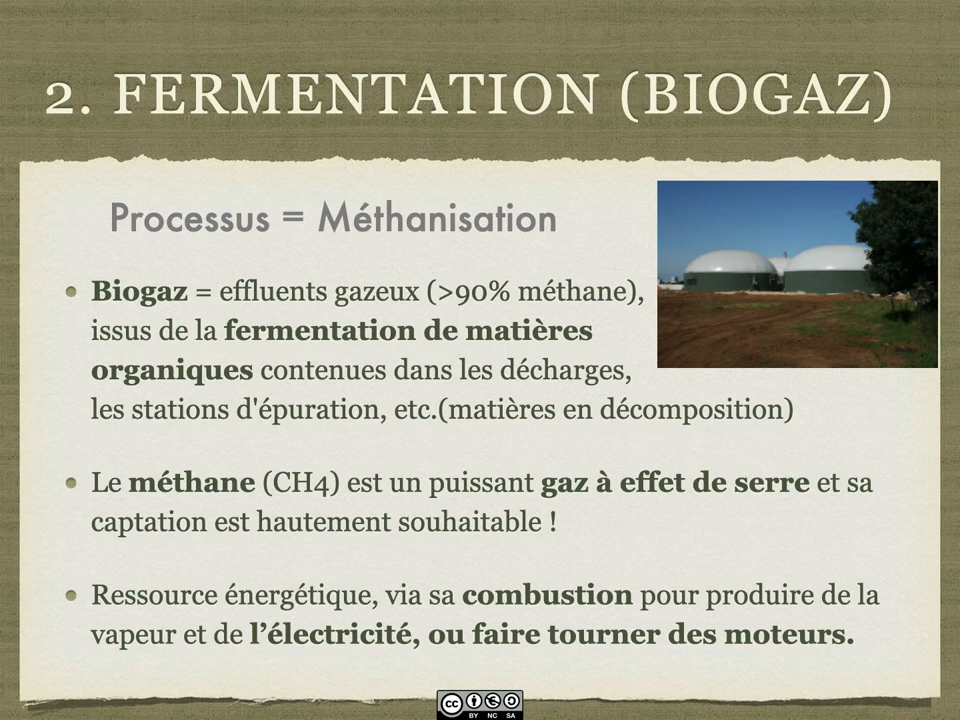 2. FERMENTATION (BIOGAZ)
Processus = Méthanisation
Biogaz = effluents gazeux (>90% méthane),
issus de la fermentation de matières
organiques contenues dans les décharges,
les stations d'épuration, etc.(matières en décomposition)
Le méthane (CH4) est un puissant gaz à effet de serre et sa
captation est hautement souhaitable !
Ressource énergétique, via sa combustion pour produire de la
vapeur et de l’électricité, ou faire tourner des moteurs.
cc
BY NC SA